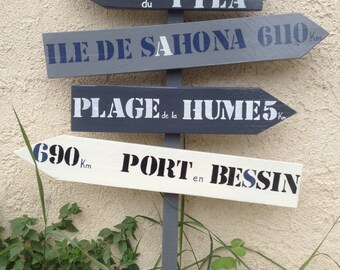 du PYLA
ILE DE SAHONA 6110 Km
PLAGE de la HUME 5 Km
690 Km PORT en BESSIN